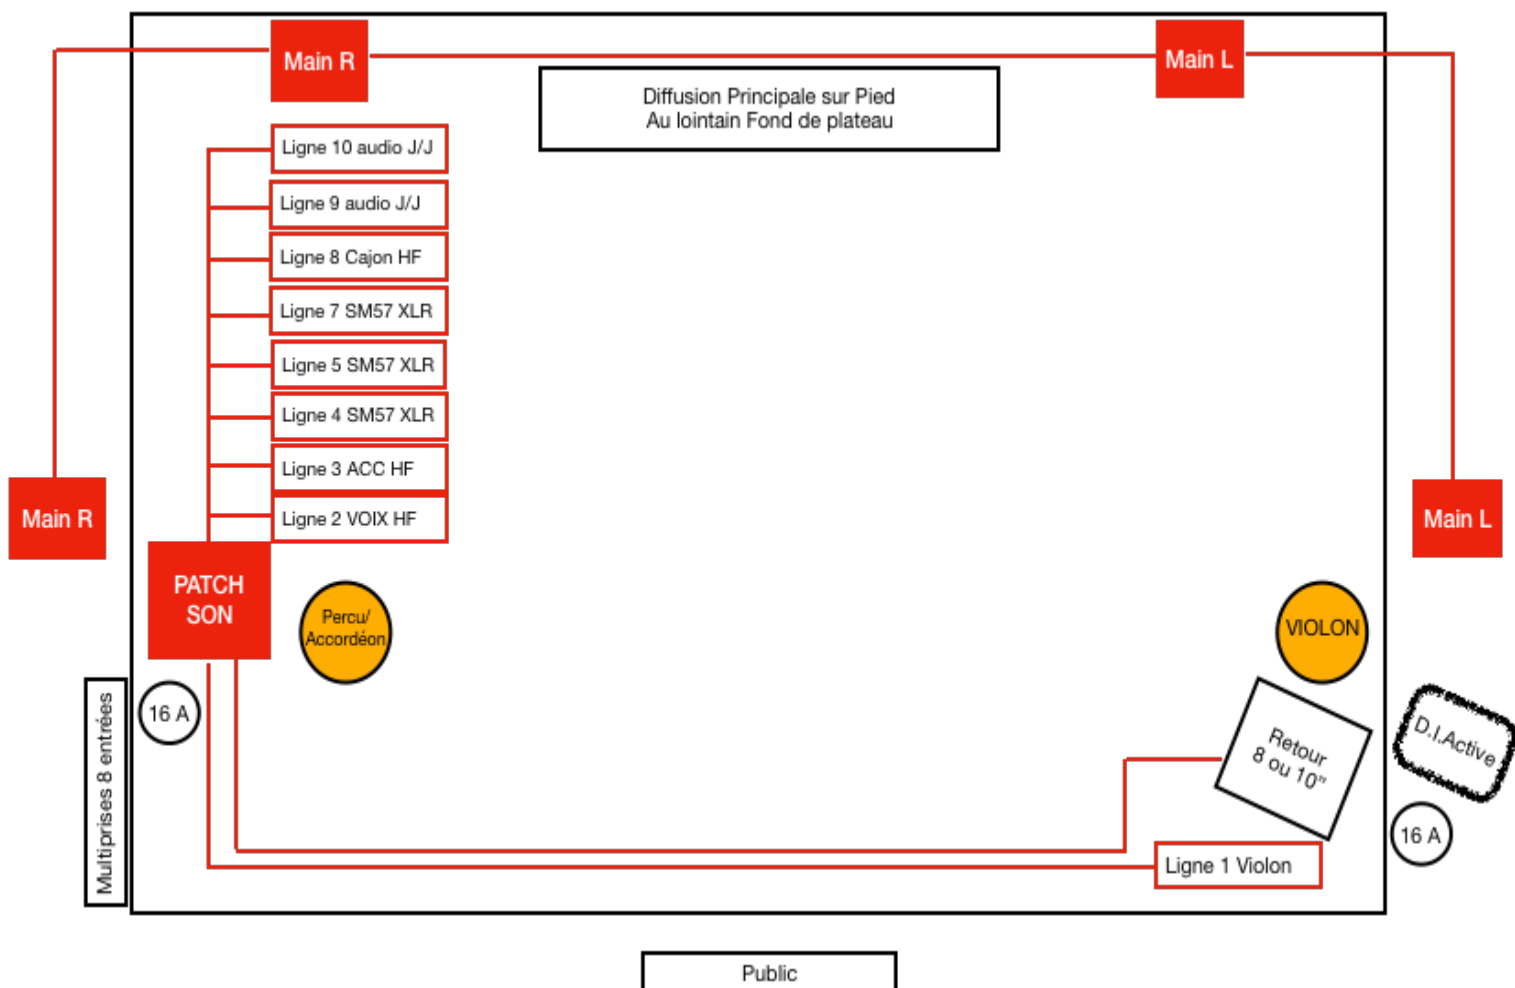 Main R
Main L
Diffusion Principale sur Pied
Au lointain Fond de plateau
Ligne 10 audio J/J
Ligne 9 audio J/J
Ligne 8 Cajon HF
Ligne 7 SM57 XLR
Ligne 5 SM57 XLR
Ligne 4 SM57 XLR
Ligne 3 ACC HF
Ligne 2 VOIX HF
Main R
Main L
PATCH
SON
Percu/
Accordéon
VIOLON
16 A
Multiprises 8 entrées
Retour
8 ou 10"
D.I.Active
16 A
Ligne 1 Violon
Public